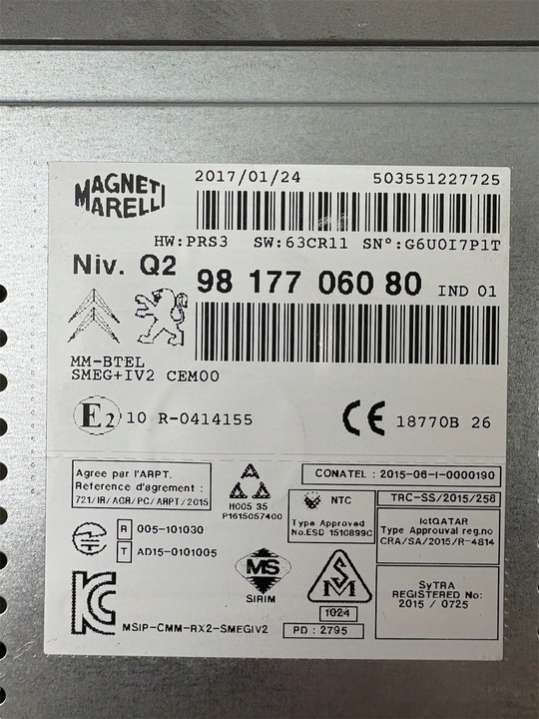 MAGNETI
MARELLI
2017/01/24 503551227725
HW:PRS3 SW:63CR11 SN°:G6U0I7P1T
Niv. Q2 98 177 060 80 IND 01
MM-BTEL
SMEG+IV2 CEM00
E2 10 R-0414155 CE 18770B 26
Agree par l'ARPT.
Reference d'agrement :
721/IR/AGR/PC/ARPT/2015
H005 35
P1615057400
CONATEL : 2015-06-I-0000190
NTC
Type Approved
No.ESD 1510899C
TRC-SS/2015/258
ictQATAR
Type Approuval reg.no
CRA/SA/2015/R-4814
R 005-101030
T AD15-0101005
MS
SIRIM
SM
1024
PD : 2795
SyTRA
REGISTERED No:
2015 / 0725
KC
MSIP-CMM-RX2-SMEGIV2